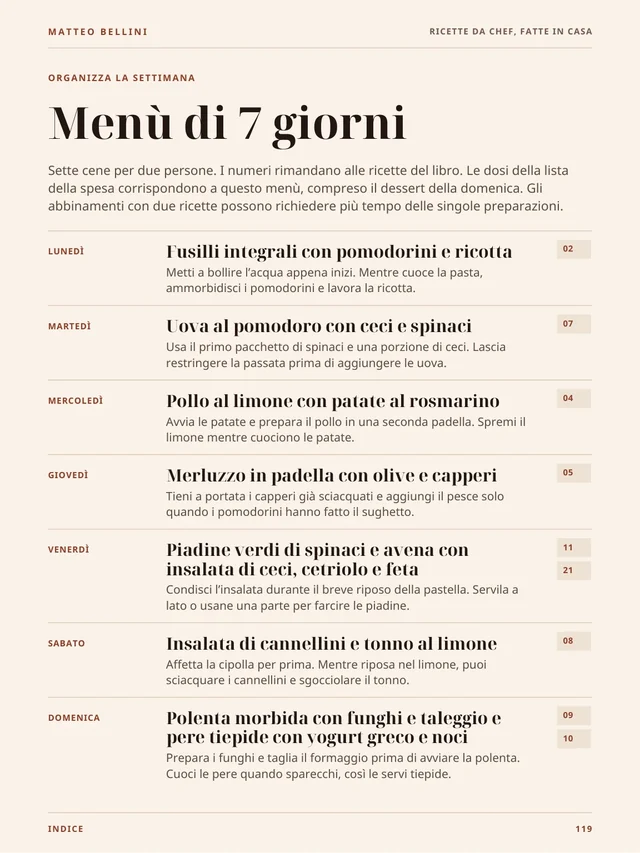 MATTEO BELLINI
RICETTE DA CHEF, FATTE IN CASA
ORGANIZZA LA SETTIMANA
Menù di 7 giorni
Sette cene per due persone. I numeri rimandano alle ricette del libro. Le dosi della lista
della spesa corrispondono a questo menù, compreso il dessert della domenica. Gli
abbinamenti con due ricette possono richiedere più tempo delle singole preparazioni.
LUNEDÌ
Fusilli integrali con pomodorini e ricotta
02
Metti a bollire l’acqua appena inizi. Mentre cuoce la pasta,
ammorbidisci i pomodorini e lavora la ricotta.
MARTEDÌ
Uova al pomodoro con ceci e spinaci
07
Usa il primo pacchetto di spinaci e una porzione di ceci. Lascia
restringere la passata prima di aggiungere le uova.
MERCOLEDÌ
Pollo al limone con patate al rosmarino
04
Avvia le patate e prepara il pollo in una seconda padella. Spremi il
limone mentre cuociono le patate.
GIOVEDÌ
Merluzzo in padella con olive e capperi
05
Tieni a portata i capperi già sciacquati e aggiungi il pesce solo
quando i pomodorini hanno fatto il sughetto.
VENERDÌ
Piadine verdi di spinaci e avena con
11
insalata di ceci, cetriolo e feta
21
Condisci l’insalata durante il breve riposo della pastella. Servila a
lato o usane una parte per farcire le piadine.
SABATO
Insalata di cannellini e tonno al limone
08
Affetta la cipolla per prima. Mentre riposa nel limone, puoi
sciacquare i cannellini e sgocciolare il tonno.
DOMENICA
Polenta morbida con funghi e taleggio e
09
pere tiepide con yogurt greco e noci
10
Prepara i funghi e taglia il formaggio prima di avviare la polenta.
Cuoci le pere quando sparecchi, così le servi tiepide.
INDICE
119